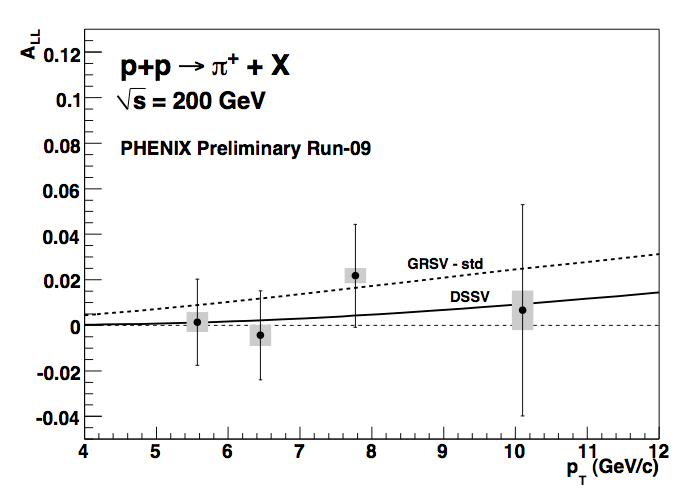 A_LL
0.12
p+p → π⁺ + X
0.1
√s = 200 GeV
0.08
PHENIX Preliminary Run-09
0.06
0.04
GRSV - std
0.02
DSSV
0
-0.02
-0.04
4 5 6 7 8 9 10 11 12
p_T (GeV/c)